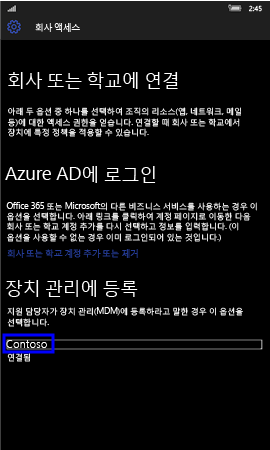 2:45
회사 액세스
회사 또는 학교에 연결
아래 두 옵션 중 하나를 선택하여 조직의 리소스(앱, 네트워크, 메일
등)에 대한 액세스 권한을 얻습니다. 연결할 때 회사 또는 학교에서
장치에 특정 정책을 적용할 수 있습니다.
Azure AD에 로그인
Office 365 또는 Microsoft의 다른 비즈니스 서비스를 사용하는 경우 이
옵션을 선택합니다. 아래 링크를 클릭하여 계정 페이지로 이동한 다음
회사 또는 학교 계정 추가를 다시 선택하고 정보를 입력합니다. (이
옵션을 사용할 수 없는 경우 이미 로그인되어 있는 것입니다.)
회사 또는 학교 계정 추가 또는 제거
장치 관리에 등록
지원 담당자가 장치 관리(MDM)에 등록하라고 말한 경우 이 옵션을
선택합니다.
Contoso
연결됨